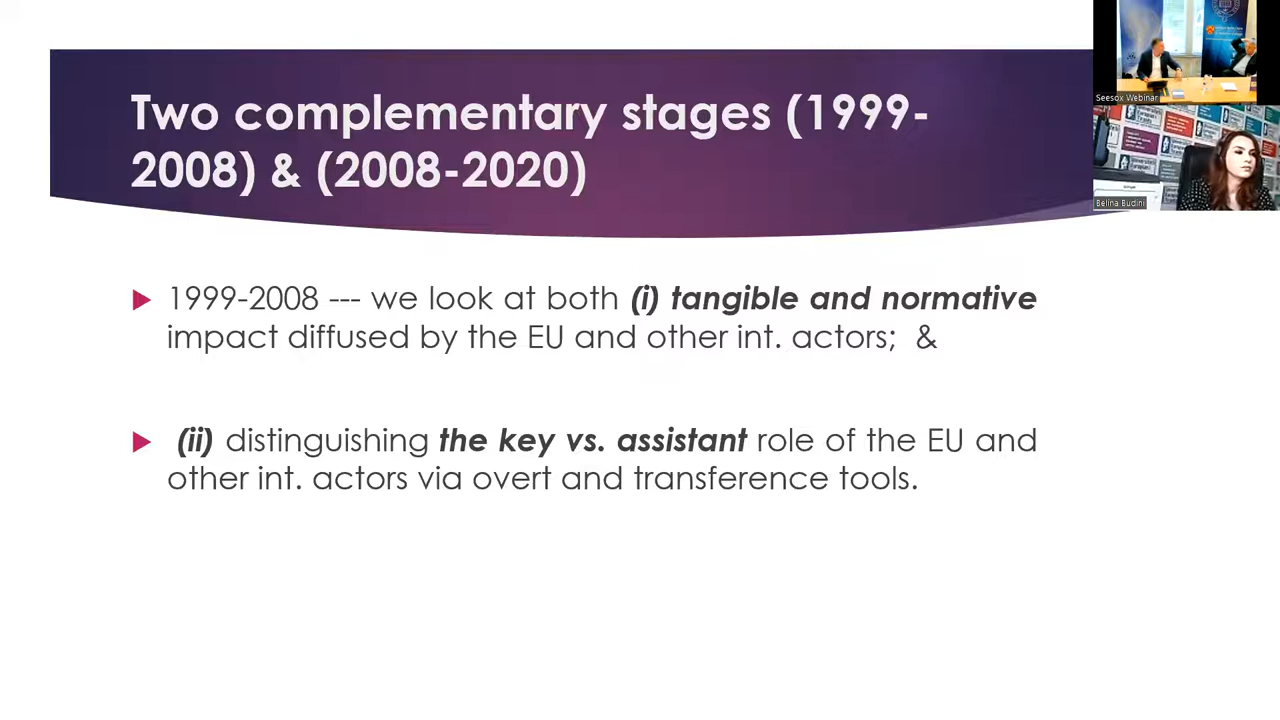 Two complementary stages (1999-
2008) & (2008-2020)
1999-2008 --- we look at both (i) tangible and normative
impact diffused by the EU and other int. actors; &
(ii) distinguishing the key vs. assistant role of the EU and
other int. actors via overt and transference tools.
Seesox Webinar
Belina Budini